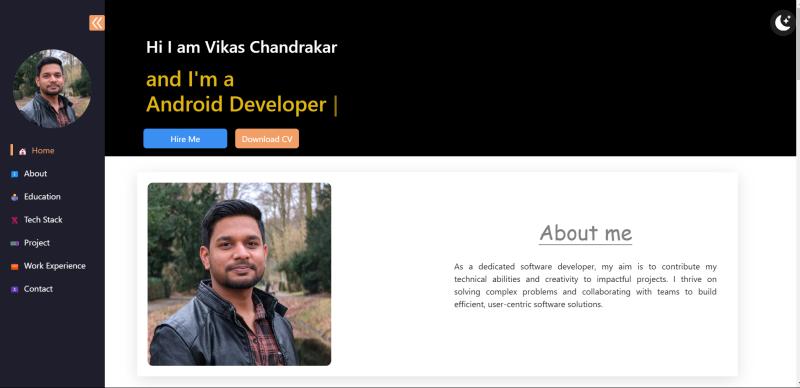 Home
About
Education
Tech Stack
Project
Work Experience
Contact
Hi I am Vikas Chandrakar
and I'm a
Android Developer |
Hire Me
Download CV
About me
As a dedicated software developer, my aim is to contribute my
technical abilities and creativity to impactful projects. I thrive on
solving complex problems and collaborating with teams to build
efficient, user-centric software solutions.